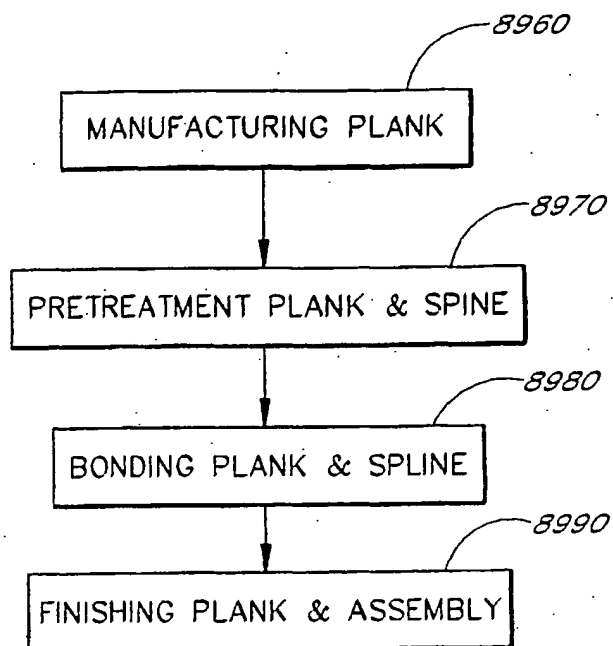 8960
MANUFACTURING PLANK
8970
PRETREATMENT PLANK & SPINE
8980
BONDING PLANK & SPLINE
8990
FINISHING PLANK & ASSEMBLY